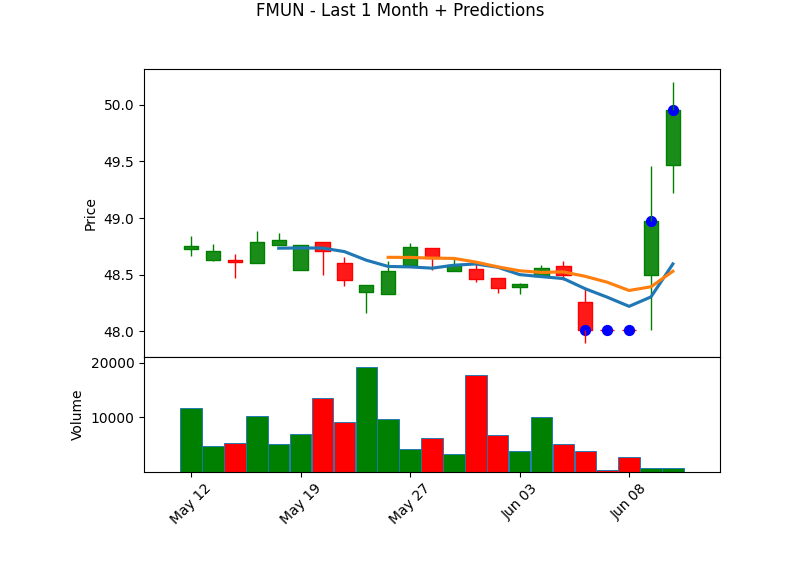 FMUN - Last 1 Month + Predictions
50.0
49.5
49.0
48.5
48.0
Price
20000
10000
Volume
May 12
May 19
May 27
Jun 03
Jun 08